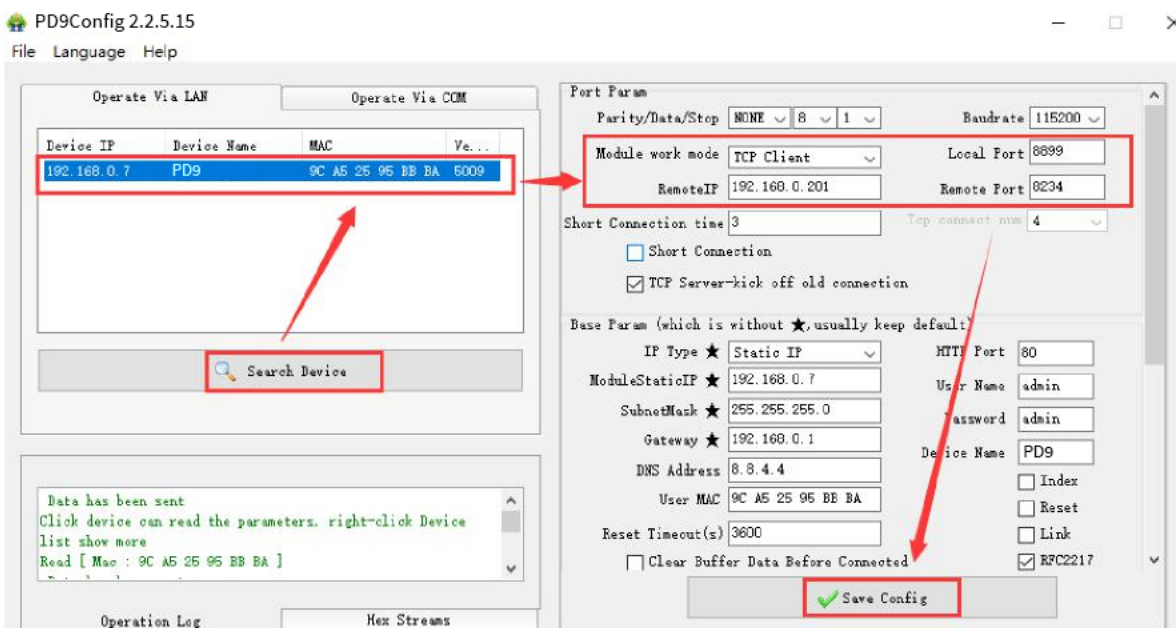 PD9Config 2.2.5.15
File Language Help
Operate Via LAN
Operate Via COM
Device IP Device Name MAC Ve...
192.168.0.7 PD9 9C A5 25 95 BB BA 5009
Search Device
Data has been sent
Click device can read the parameters, right-click Device
list show more
Read [ Mac : 9C A5 25 95 BB BA ]
Operation Log
Hex Streams
Port Param
Parity/Data/Stop NONE 8 1 Baudrate 115200
Module work mode TCP Client Local Port 8899
RemoteIP 192.168.0.201 Remote Port 8234
Short Connection time 3 Tcp connect num 4
Short Connection
TCP Server-kick off old connection
Base Param (which is without ★,usually keep default)
IP Type ★ Static IP HTTP Port 80
ModuleStaticIP ★ 192.168.0.7 User Name admin
SubnetMask ★ 255.255.255.0 Password admin
Gateway ★ 192.168.0.1 Device Name PD9
DNS Address 8.8.4.4 Index
User MAC 9C A5 25 95 BB BA Reset
Reset Timeout(s) 3600 Link
Clear Buffer Data Before Connected RFC2217
Save Config